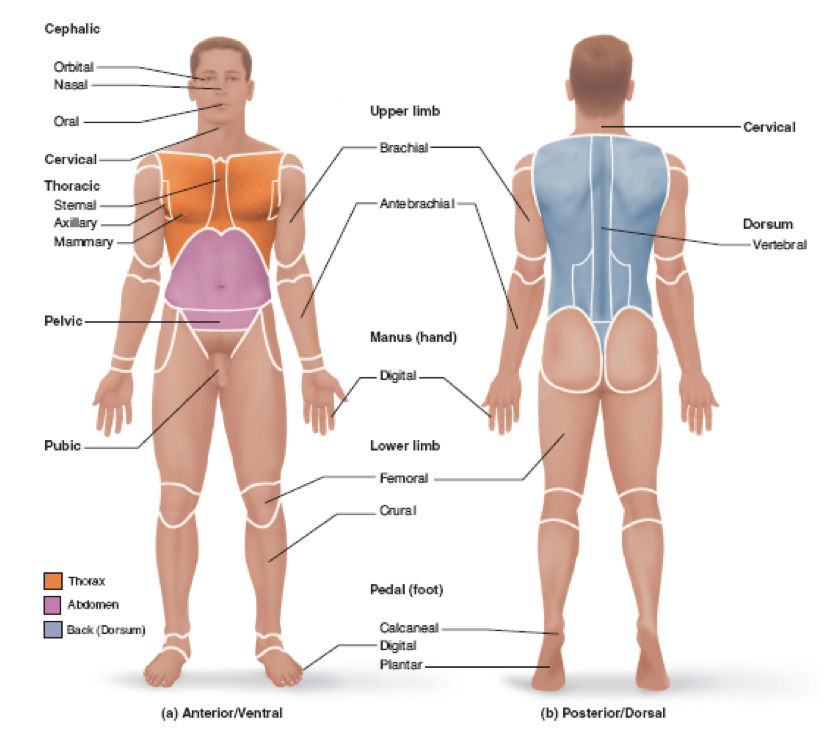 Cephalic
Orbital
Nasal
Oral
Cervical
Thoracic
Sternal
Axillary
Mammary
Pelvic
Pubic
Thorax
Abdomen
Back (Dorsum)
(a) Anterior/Ventral
Upper limb
Brachial
Antebrachial
Manus (hand)
Digital
Lower limb
Femoral
Crural
Pedal (foot)
Calcaneal
Digital
Plantar
Cervical
Dorsum
Vertebral
(b) Posterior/Dorsal